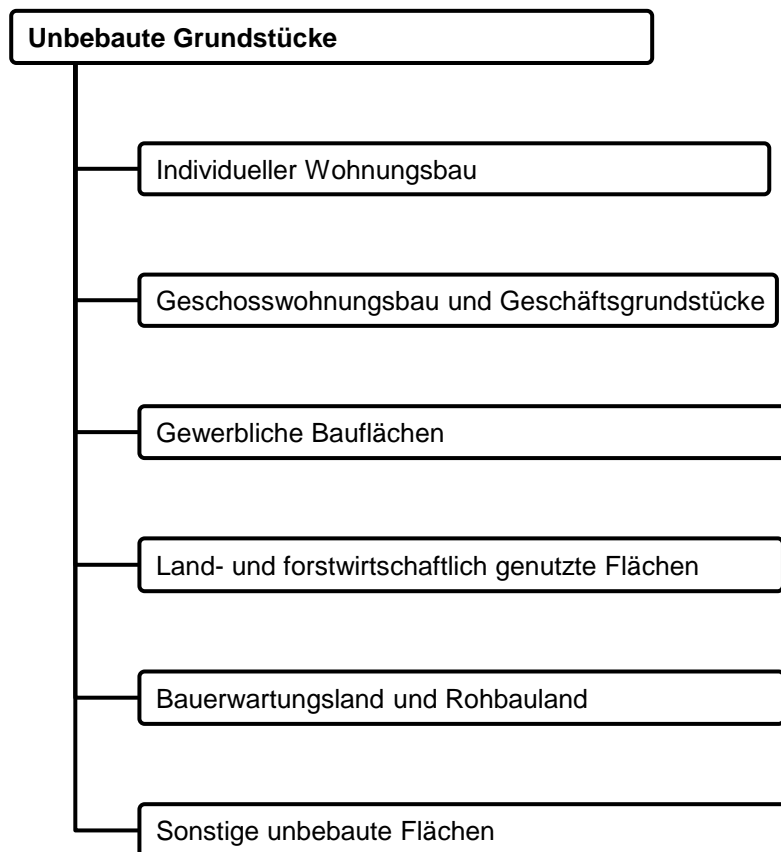 Unbebaute Grundstücke
Individueller Wohnungsbau
Geschosswohnungsbau und Geschäftsgrundstücke
Gewerbliche Bauflächen
Land- und forstwirtschaftlich genutzte Flächen
Bauerwartungsland und Rohbauland
Sonstige unbebaute Flächen